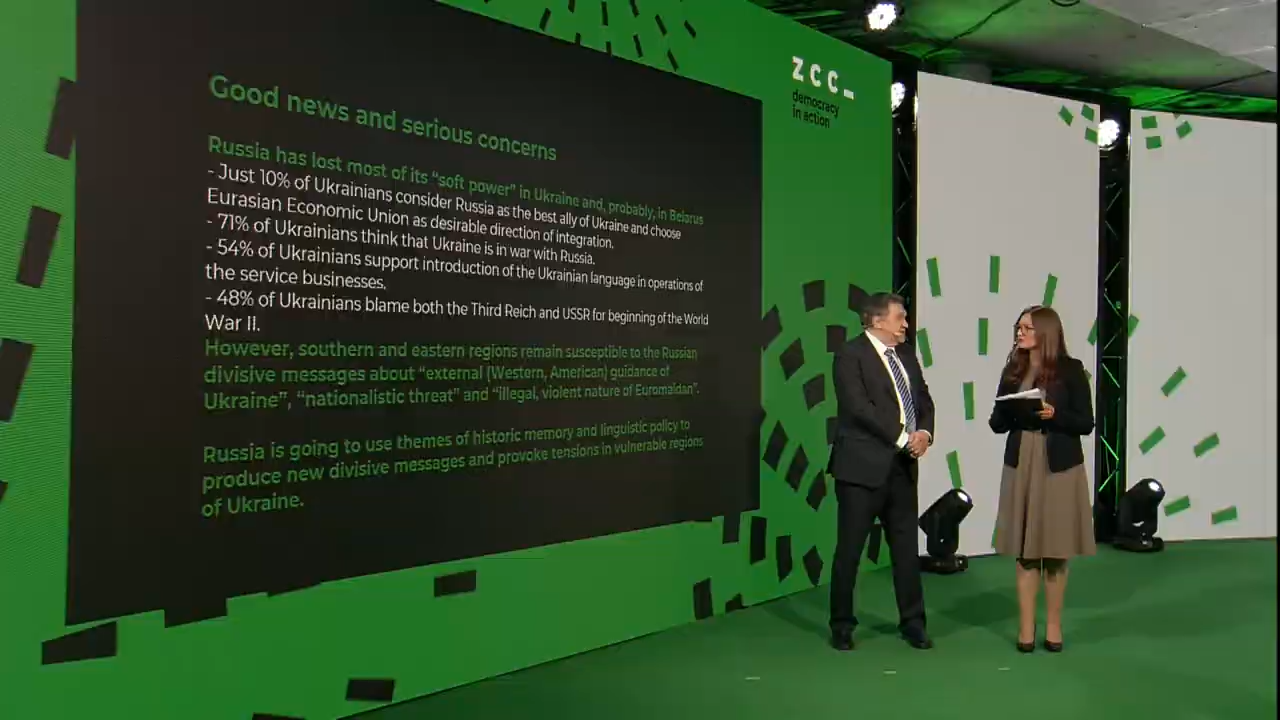 Good news and serious concerns
Russia has lost most of its “soft power” in Ukraine and, probably, in Belarus
- Just 10% of Ukrainians consider Russia as the best ally of Ukraine and choose
Eurasian Economic Union as desirable direction of integration.
- 71% of Ukrainians think that Ukraine is in war with Russia.
- 54% of Ukrainians support introduction of the Ukrainian language in operations of
the service businesses.
- 48% of Ukrainians blame both the Third Reich and USSR for beginning of the World
War II.
However, southern and eastern regions remain susceptible to the Russian
divisive messages about “external (Western, American) guidance of
Ukraine”, “nationalistic threat” and “illegal, violent nature of Euromaidan”.
Russia is going to use themes of historic memory and linguistic policy to
produce new divisive messages and provoke tensions in vulnerable regions
of Ukraine.
zcc_
democracy
in action